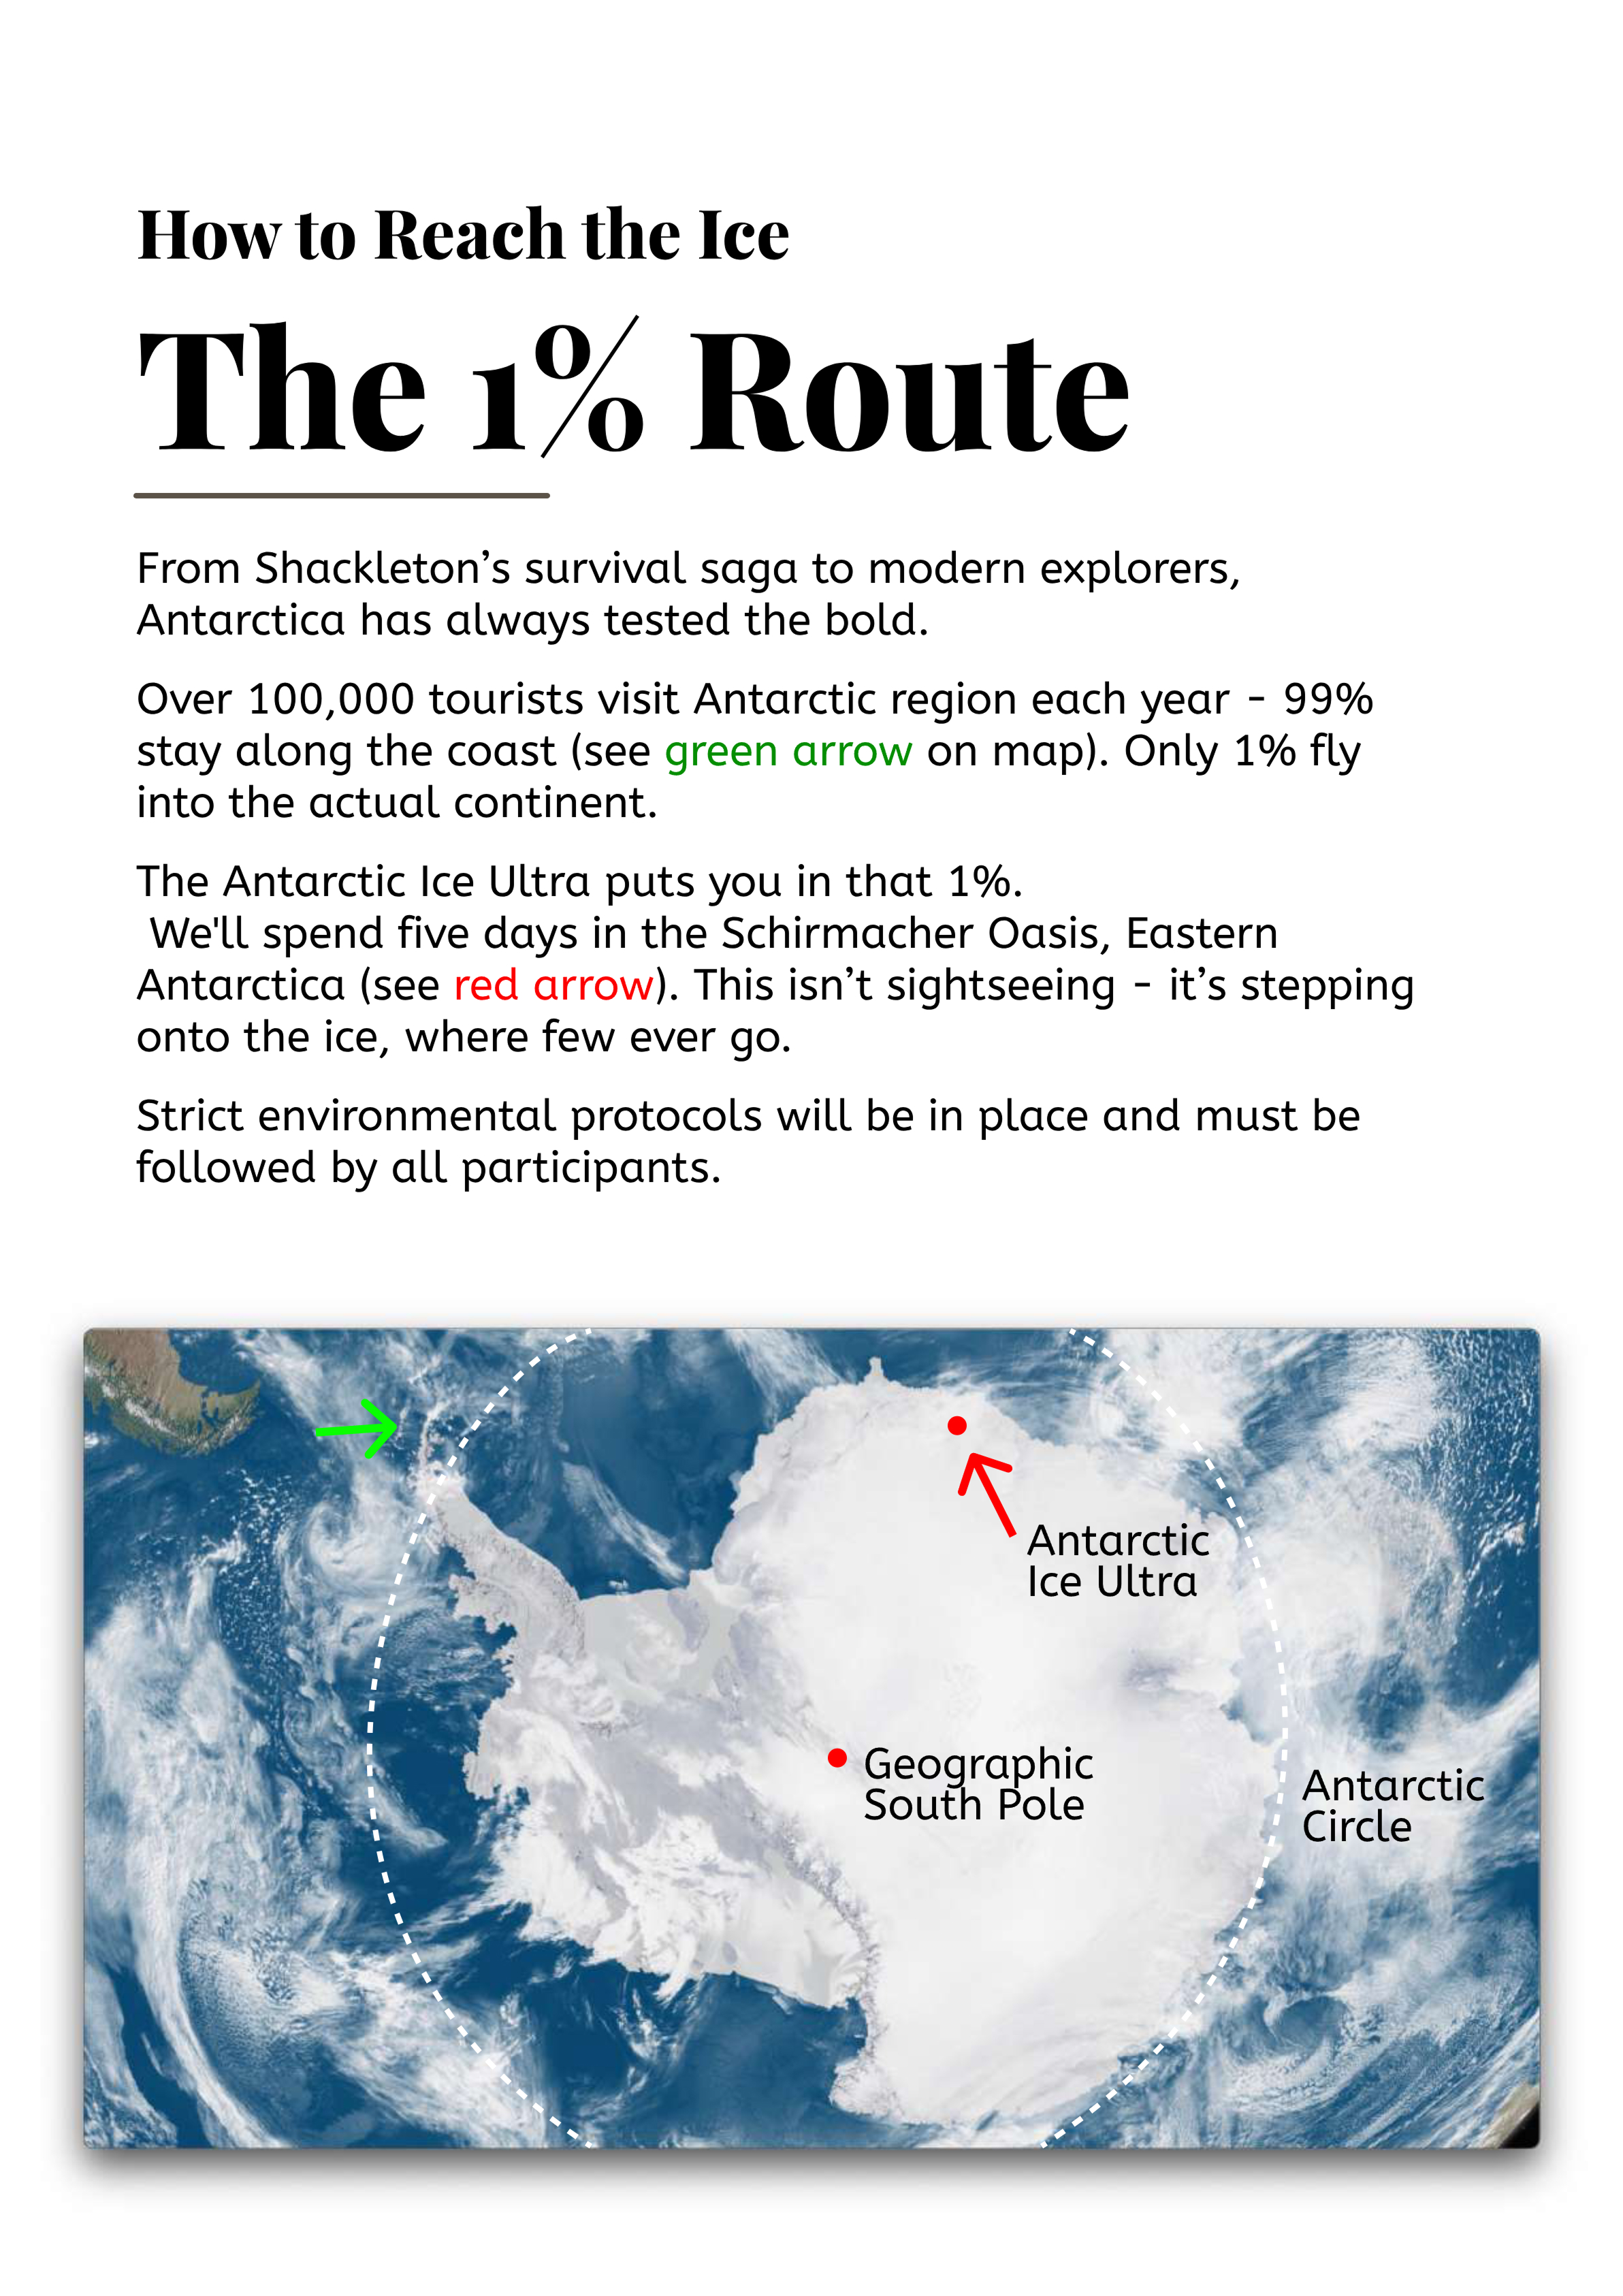 How to Reach the Ice
The 1% Route
From Shackleton’s survival saga to modern explorers,
Antarctica has always tested the bold.
Over 100,000 tourists visit Antarctic region each year - 99%
stay along the coast (see green arrow on map). Only 1% fly
into the actual continent.
The Antarctic Ice Ultra puts you in that 1%.
We'll spend five days in the Schirmacher Oasis, Eastern
Antarctica (see red arrow). This isn’t sightseeing - it’s stepping
onto the ice, where few ever go.
Strict environmental protocols will be in place and must be
followed by all participants.
Antarctic
Ice Ultra
Geographic
South Pole
Antarctic
Circle